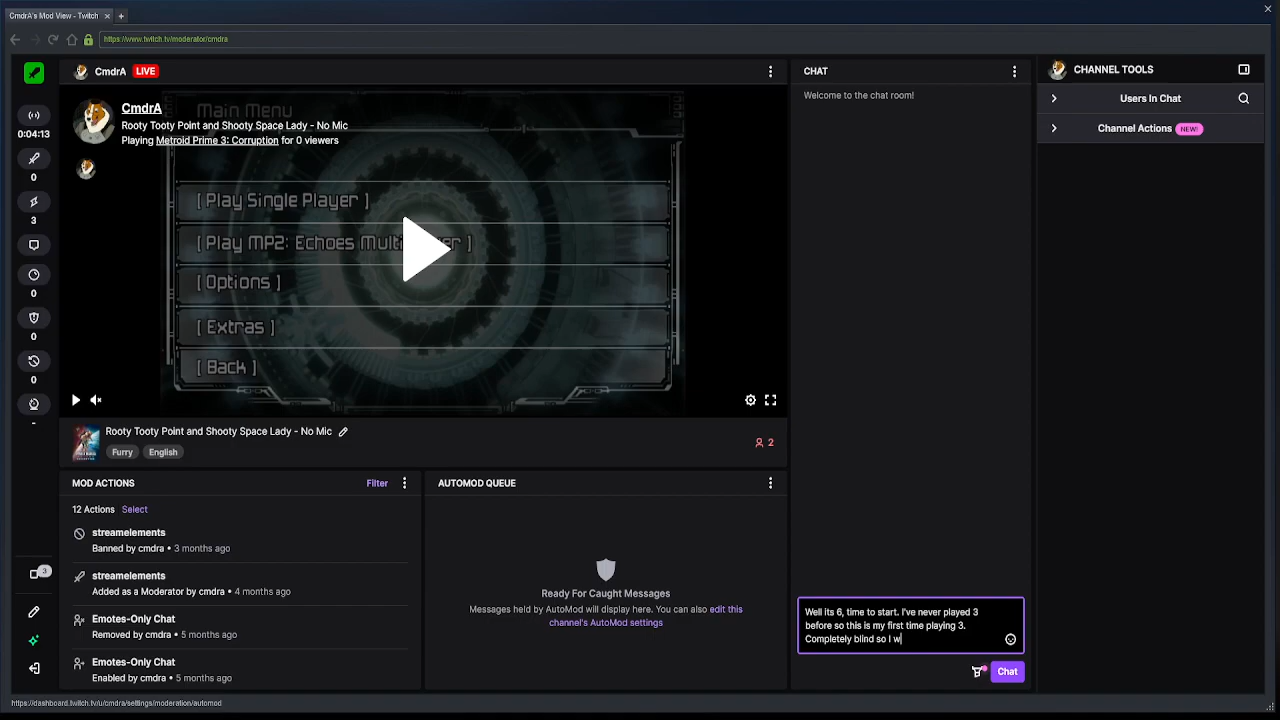 CmdrA's Mod View - Twitch
https://www.twitch.tv/moderator/cmdra
CmdrA LIVE
CmdrA
Rooty Tooty Point and Shooty Space Lady - No Mic
Playing Metroid Prime 3: Corruption for 0 viewers
Main Menu
[ Play Single Player ]
[ Play MP2: Echoes Multi er ]
[ Options ]
[ Extras ]
[ Back ]
0:04:13
0
3
0
0
0
-
3
Rooty Tooty Point and Shooty Space Lady - No Mic
Furry English
2
MOD ACTIONS
Filter
12 Actions Select
streamelements
Banned by cmdra • 3 months ago
streamelements
Added as a Moderator by cmdra • 4 months ago
Emotes-Only Chat
Removed by cmdra • 5 months ago
Emotes-Only Chat
Enabled by cmdra • 5 months ago
AUTOMOD QUEUE
Ready For Caught Messages
Messages held by AutoMod will display here. You can also edit this
channel's AutoMod settings
CHAT
Welcome to the chat room!
Well its 6, time to start. I've never played 3
before so this is my first time playing 3.
Completely blind so I w
Chat
CHANNEL TOOLS
Users In Chat
Channel Actions NEW!
https://dashboard.twitch.tv/u/cmdra/settings/moderation/automod